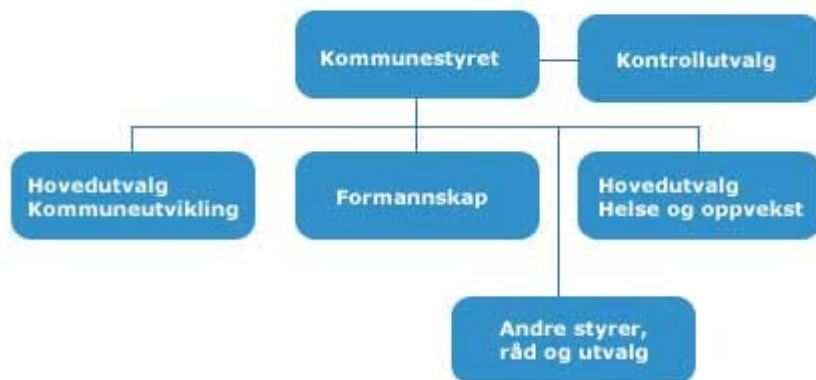 Kommunestyret
Kontrollutvalg
Hovedutvalg
Kommuneutvikling
Formannskap
Hovedutvalg
Helse og oppvekst
Andre styrer,
råd og utvalg